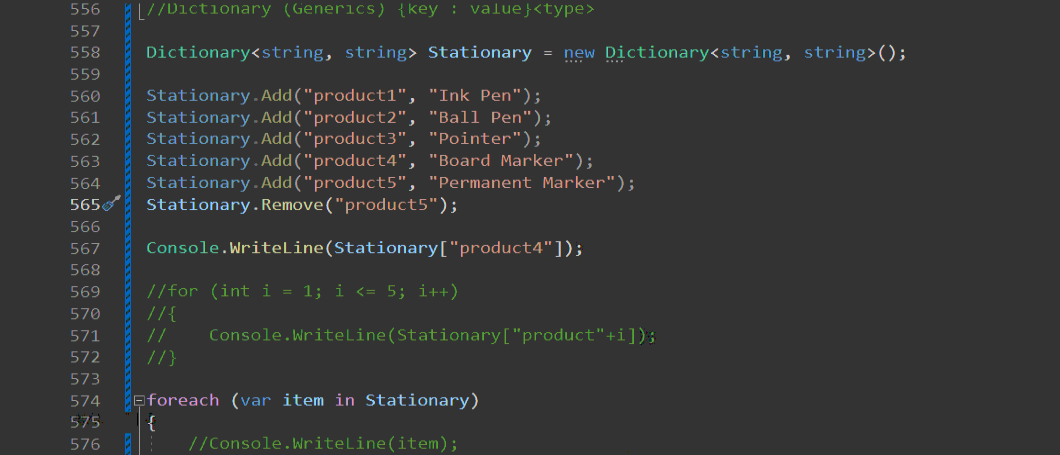 556 //Dictionary (Generics) {key : value}<type>
557
558 Dictionary<string, string> Stationary = new Dictionary<string, string>();
559
560 Stationary.Add("product1", "Ink Pen");
561 Stationary.Add("product2", "Ball Pen");
562 Stationary.Add("product3", "Pointer");
563 Stationary.Add("product4", "Board Marker");
564 Stationary.Add("product5", "Permanent Marker");
565 Stationary.Remove("product5");
566
567 Console.WriteLine(Stationary["product4"]);
568
569 //for (int i = 1; i <= 5; i++)
570 //{
571 //    Console.WriteLine(Stationary["product"+i]);
572 //}
573
574 foreach (var item in Stationary)
575 {
576     //Console.WriteLine(item);